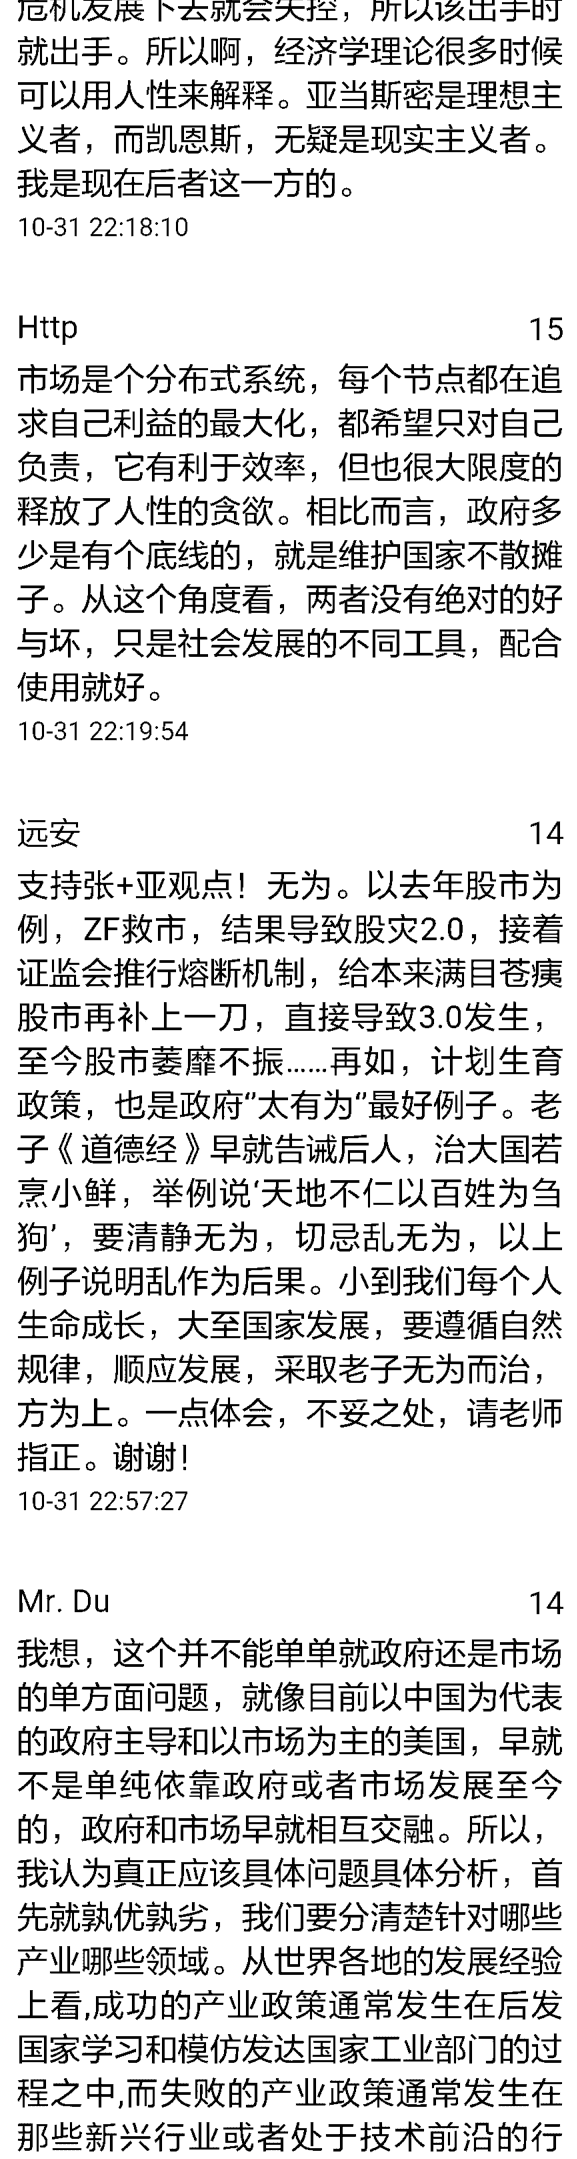 危机发展下去就会失控，所以该出手时
就出手。所以啊，经济学理论很多时候
可以用人性来解释。亚当斯密是理想主
义者，而凯恩斯，无疑是现实主义者。
我是现在后者这一方的。
10-31 22:18:10
Http 15
市场是个分布式系统，每个节点都在追
求自己利益的最大化，都希望只对自己
负责，它有利于效率，但也很大限度的
释放了人性的贪欲。相比而言，政府多
少是有个底线的，就是维护国家不散摊
子。从这个角度看，两者没有绝对的好
与坏，只是社会发展的不同工具，配合
使用就好。
10-31 22:19:54
远安 14
支持张+亚观点！无为。以去年股市为
例，ZF救市，结果导致股灾2.0，接着
证监会推行熔断机制，给本来满目苍痍
股市再补上一刀，直接导致3.0发生，
至今股市萎靡不振……再如，计划生育
政策，也是政府“太有为”最好例子。老
子《道德经》早就告诫后人，治大国若
烹小鲜，举例说‘天地不仁以百姓为刍
狗’，要清静无为，切忌乱无为，以上
例子说明乱作为后果。小到我们每个人
生命成长，大至国家发展，要遵循自然
规律，顺应发展，采取老子无为而治，
方为上。一点体会，不妥之处，请老师
指正。谢谢！
10-31 22:57:27
Mr. Du 14
我想，这个并不能单单就政府还是市场
的单方面问题，就像目前以中国为代表
的政府主导和以市场为主的美国，早就
不是单纯依靠政府或者市场发展至今
的，政府和市场早就相互交融。所以，
我认为真正应该具体问题具体分析，首
先就孰优孰劣，我们要分清楚针对哪些
产业哪些领域。从世界各地的发展经验
上看,成功的产业政策通常发生在后发
国家学习和模仿发达国家工业部门的过
程之中,而失败的产业政策通常发生在
那些新兴行业或者处于技术前沿的行